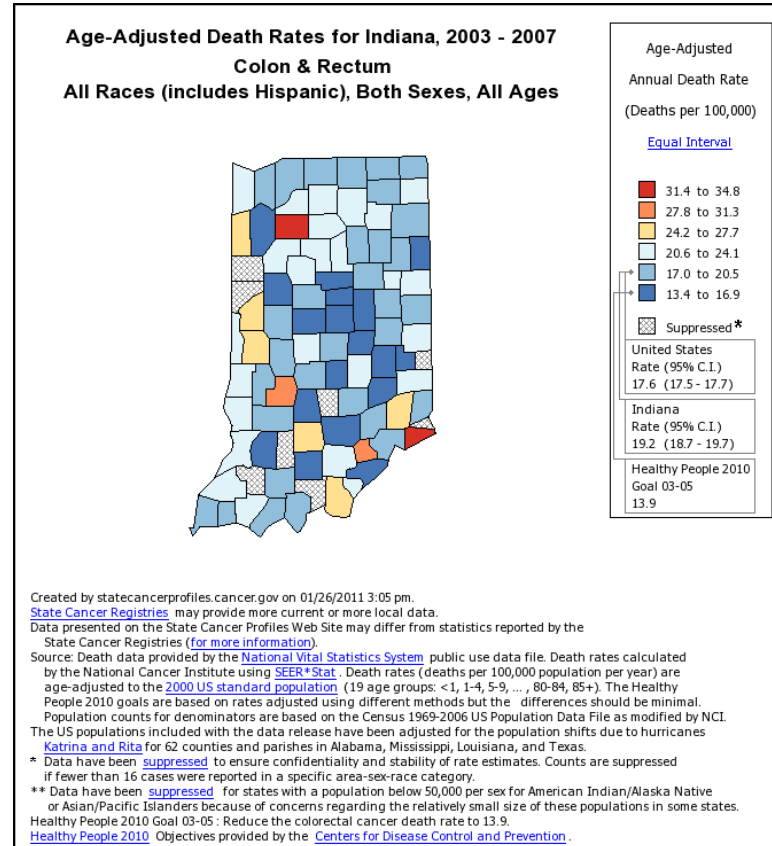 Age-Adjusted Death Rates for Indiana, 2003 - 2007
Colon & Rectum
All Races (includes Hispanic), Both Sexes, All Ages
Age-Adjusted
Annual Death Rate
(Deaths per 100,000)
Equal Interval
31.4 to 34.8
27.8 to 31.3
24.2 to 27.7
20.6 to 24.1
17.0 to 20.5
13.4 to 16.9
Suppressed*
United States
Rate (95% C.I.)
17.6 (17.5 - 17.7)
Indiana
Rate (95% C.I.)
19.2 (18.7 - 19.7)
Healthy People 2010
Goal 03-05
13.9
Created by statecancerprofiles.cancer.gov on 01/26/2011 3:05 pm.
State Cancer Registries may provide more current or more local data.
Data presented on the State Cancer Profiles Web Site may differ from statistics reported by the
State Cancer Registries (for more information).
Source: Death data provided by the National Vital Statistics System public use data file. Death rates calculated
by the National Cancer Institute using SEER*Stat. Death rates (deaths per 100,000 population per year) are
age-adjusted to the 2000 US standard population (19 age groups: <1, 1-4, 5-9, ... , 80-84, 85+). The Healthy
People 2010 goals are based on rates adjusted using different methods but the differences should be minimal.
Population counts for denominators are based on the Census 1969-2006 US Population Data File as modified by NCI.
The US populations included with the data release have been adjusted for the population shifts due to hurricanes
Katrina and Rita for 62 counties and parishes in Alabama, Mississippi, Louisiana, and Texas.
* Data have been suppressed to ensure confidentiality and stability of rate estimates. Counts are suppressed
if fewer than 16 cases were reported in a specific area-sex-race category.
** Data have been suppressed for states with a population below 50,000 per sex for American Indian/Alaska Native
or Asian/Pacific Islanders because of concerns regarding the relatively small size of these populations in some states.
Healthy People 2010 Goal 03-05 : Reduce the colorectal cancer death rate to 13.9.
Healthy People 2010 Objectives provided by the Centers for Disease Control and Prevention .